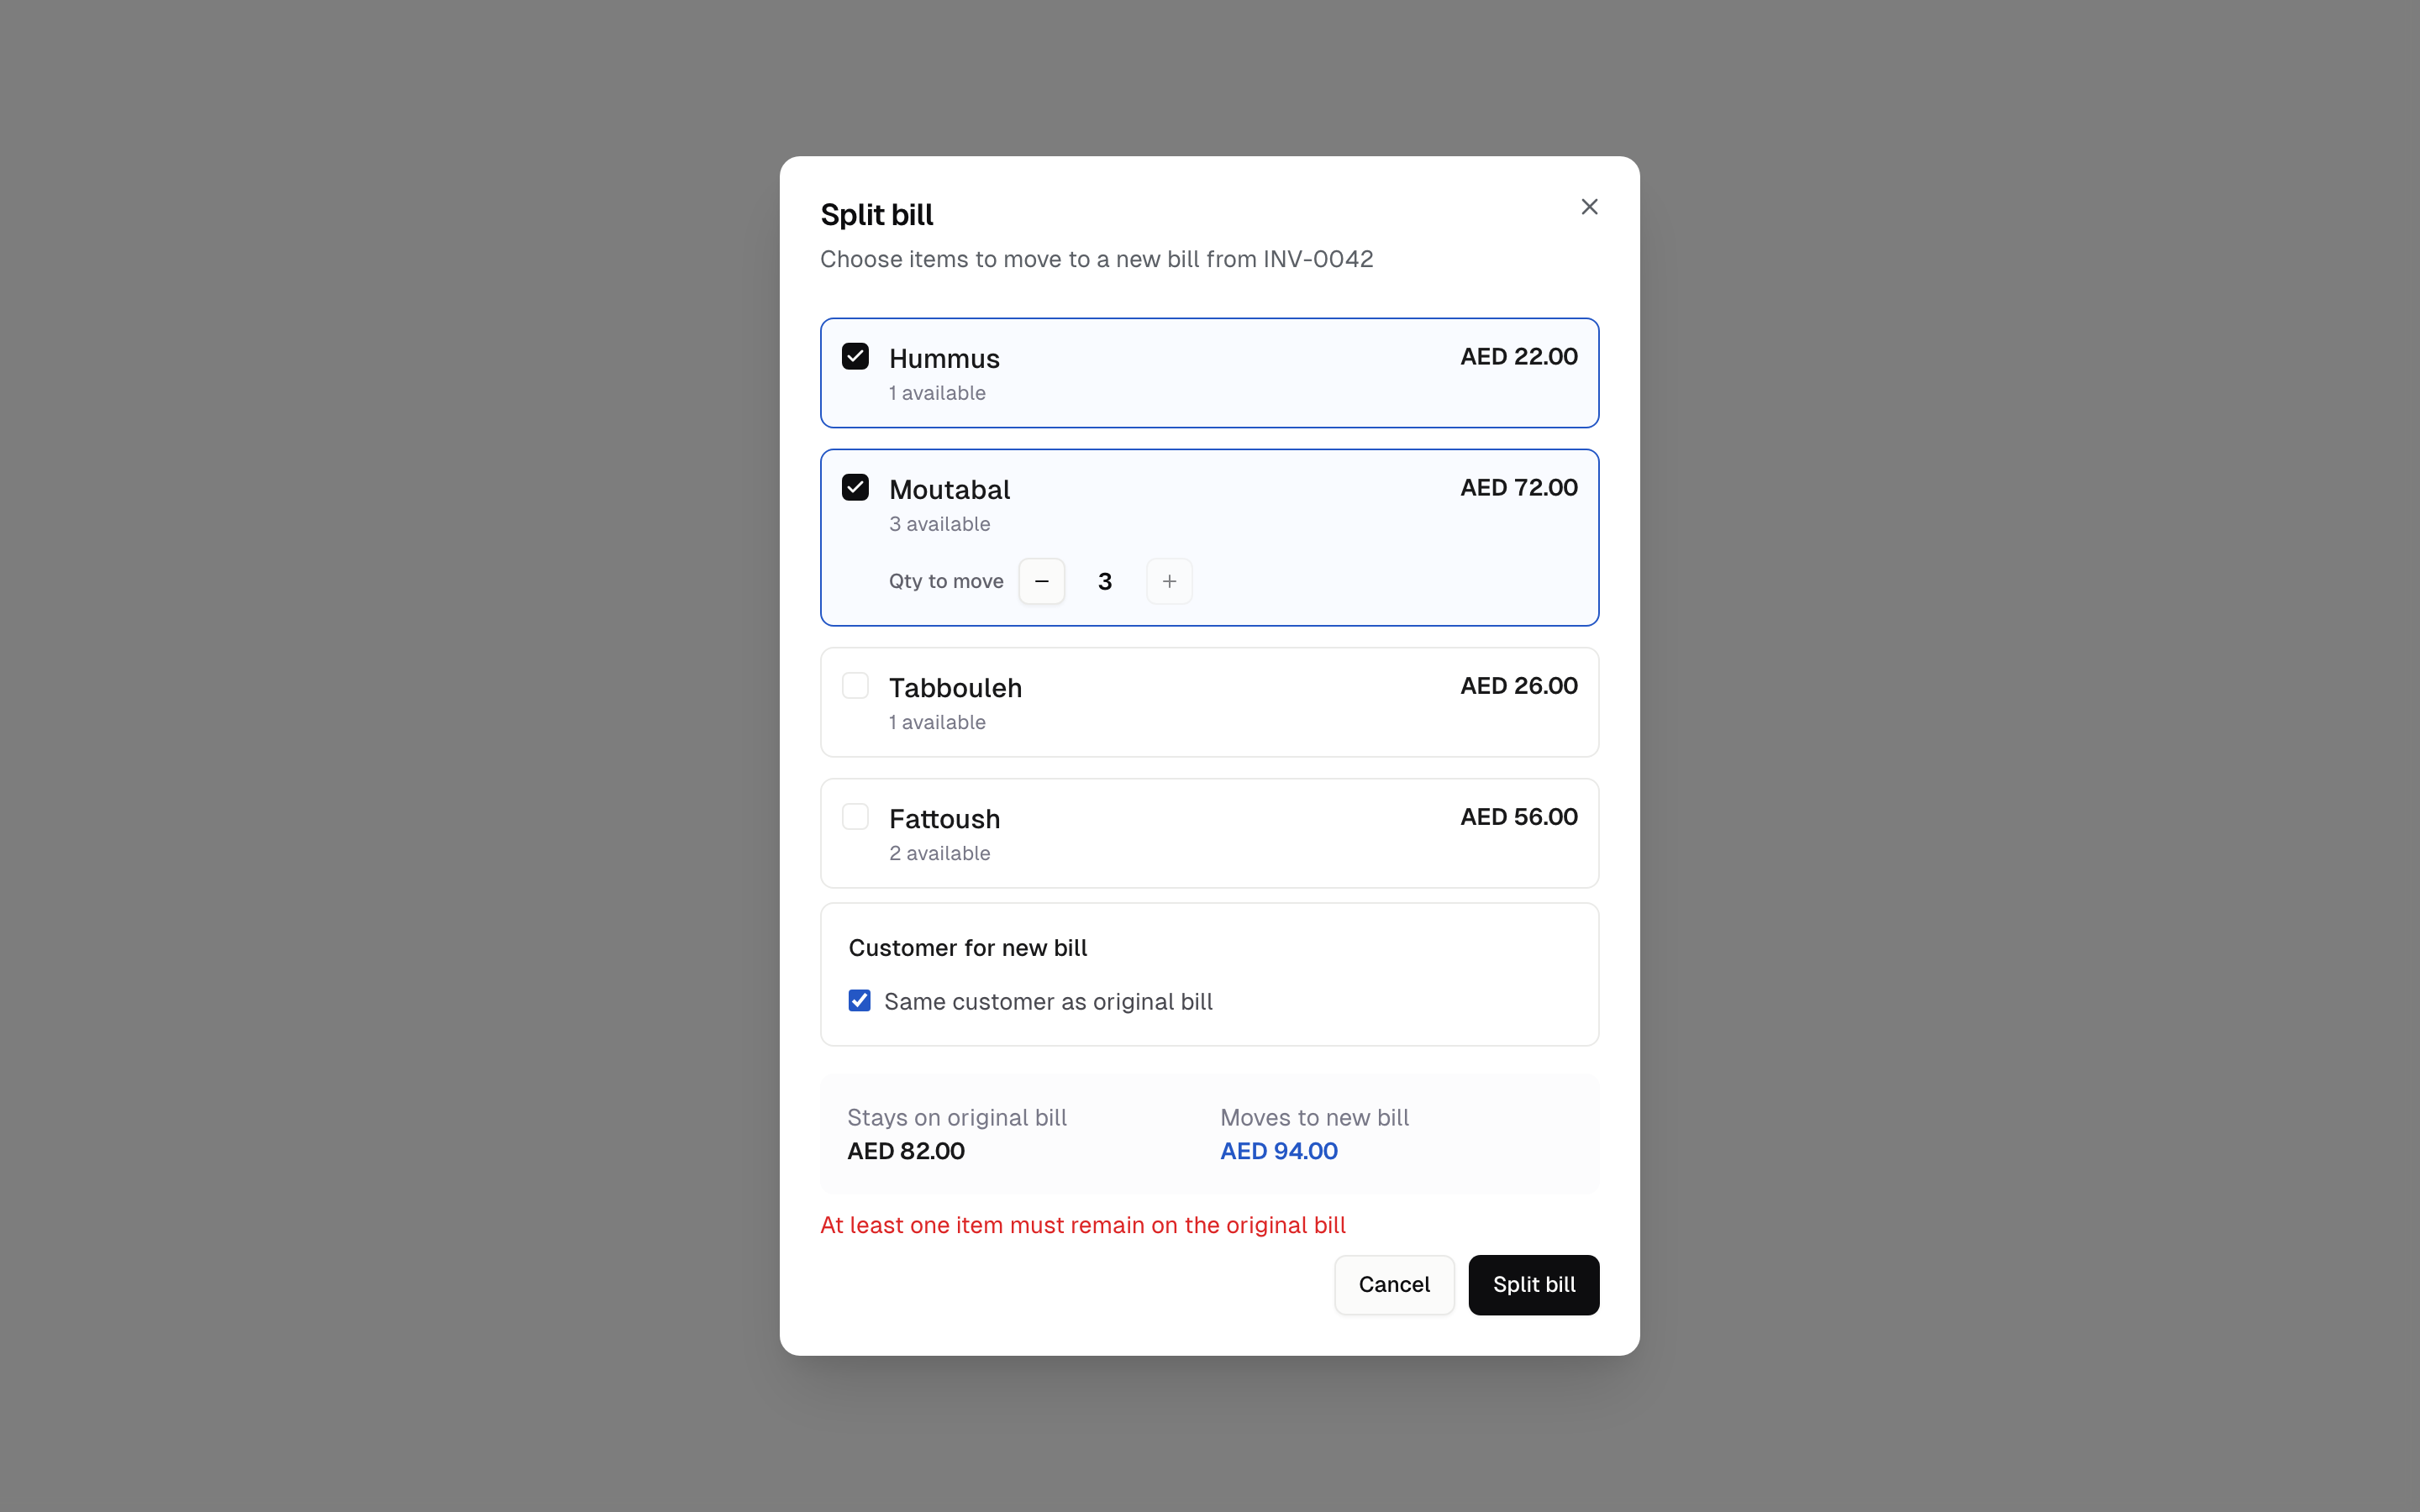 Split bill
Choose items to move to a new bill from INV-0042
Hummus AED 22.00
1 available
Moutabal AED 72.00
3 available
Qty to move − 3 +
Tabbouleh AED 26.00
1 available
Fattoush AED 56.00
2 available
Customer for new bill
Same customer as original bill
Stays on original bill Moves to new bill
AED 82.00 AED 94.00
At least one item must remain on the original bill
Cancel Split bill